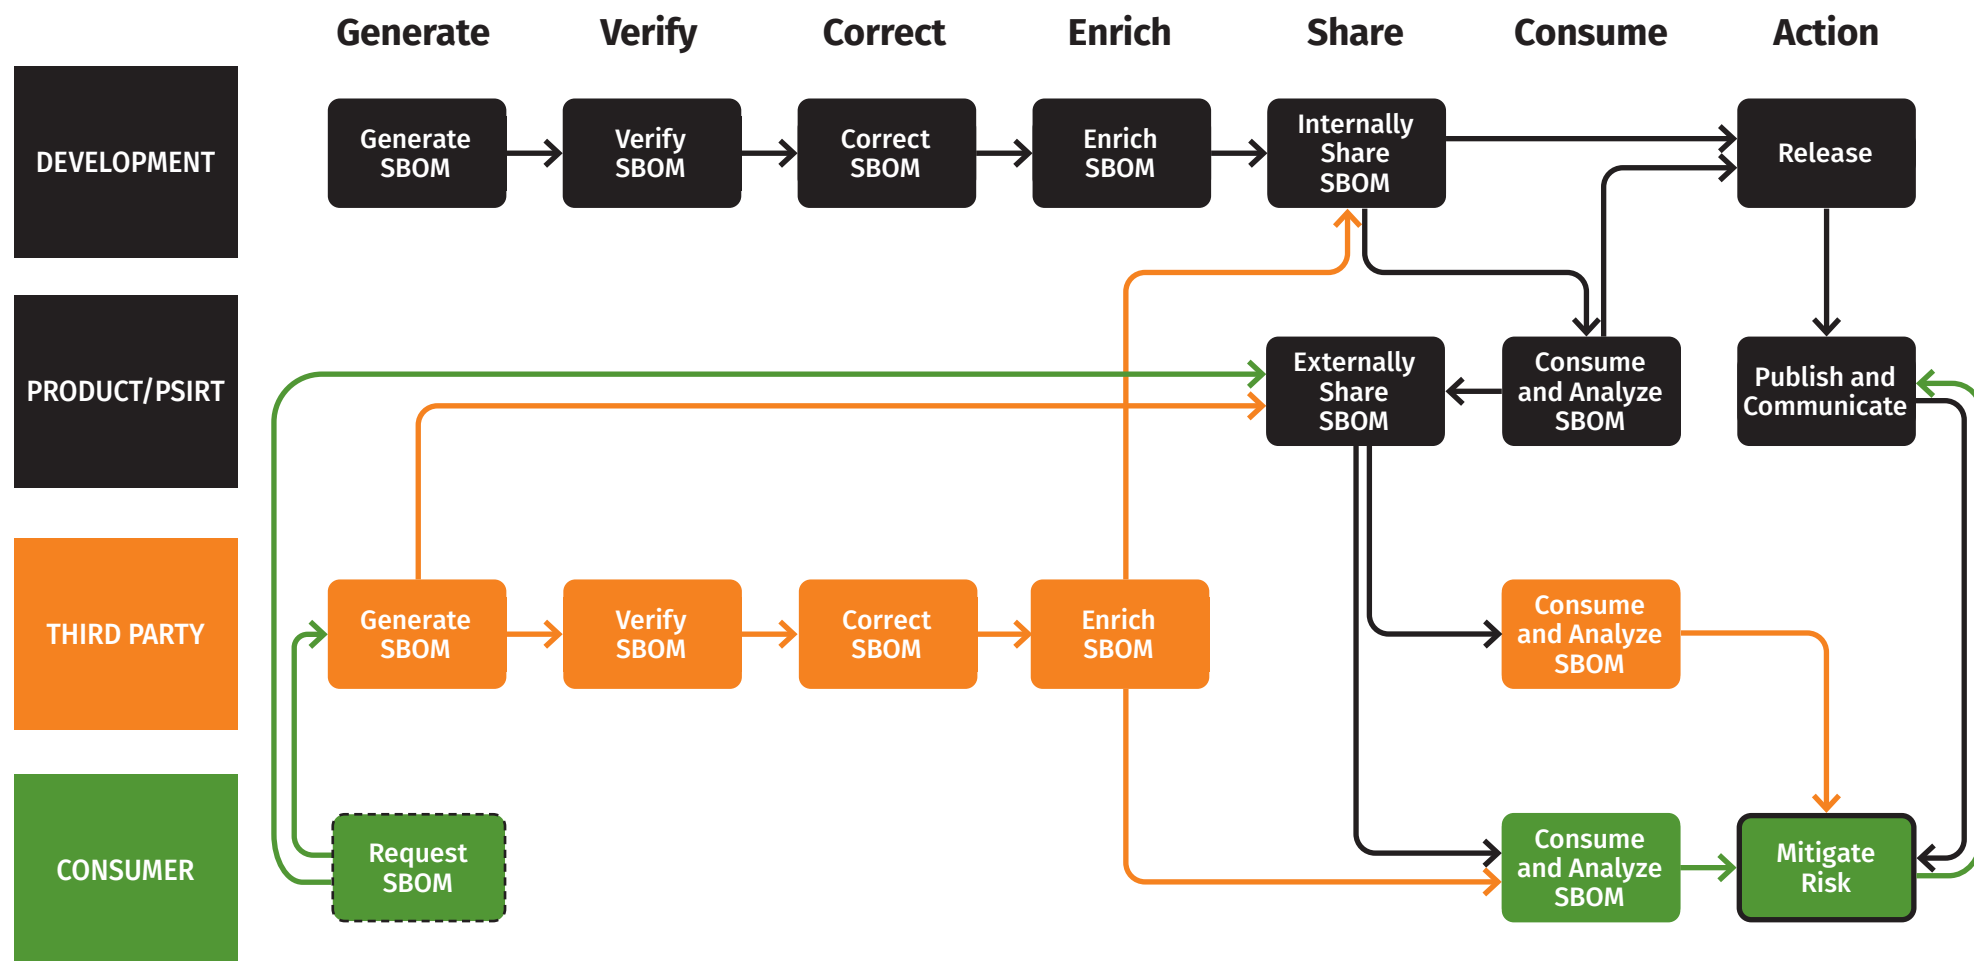 Generate Verify Correct Enrich Share Consume Action
DEVELOPMENT
Generate
SBOM
Verify
SBOM
Correct
SBOM
Enrich
SBOM
Internally
Share
SBOM
Release
PRODUCT/PSIRT
Externally
Share
SBOM
Consume
and Analyze
SBOM
Publish and
Communicate
THIRD PARTY
Generate
SBOM
Verify
SBOM
Correct
SBOM
Enrich
SBOM
Consume
and Analyze
SBOM
CONSUMER
Request
SBOM
Consume
and Analyze
SBOM
Mitigate
Risk